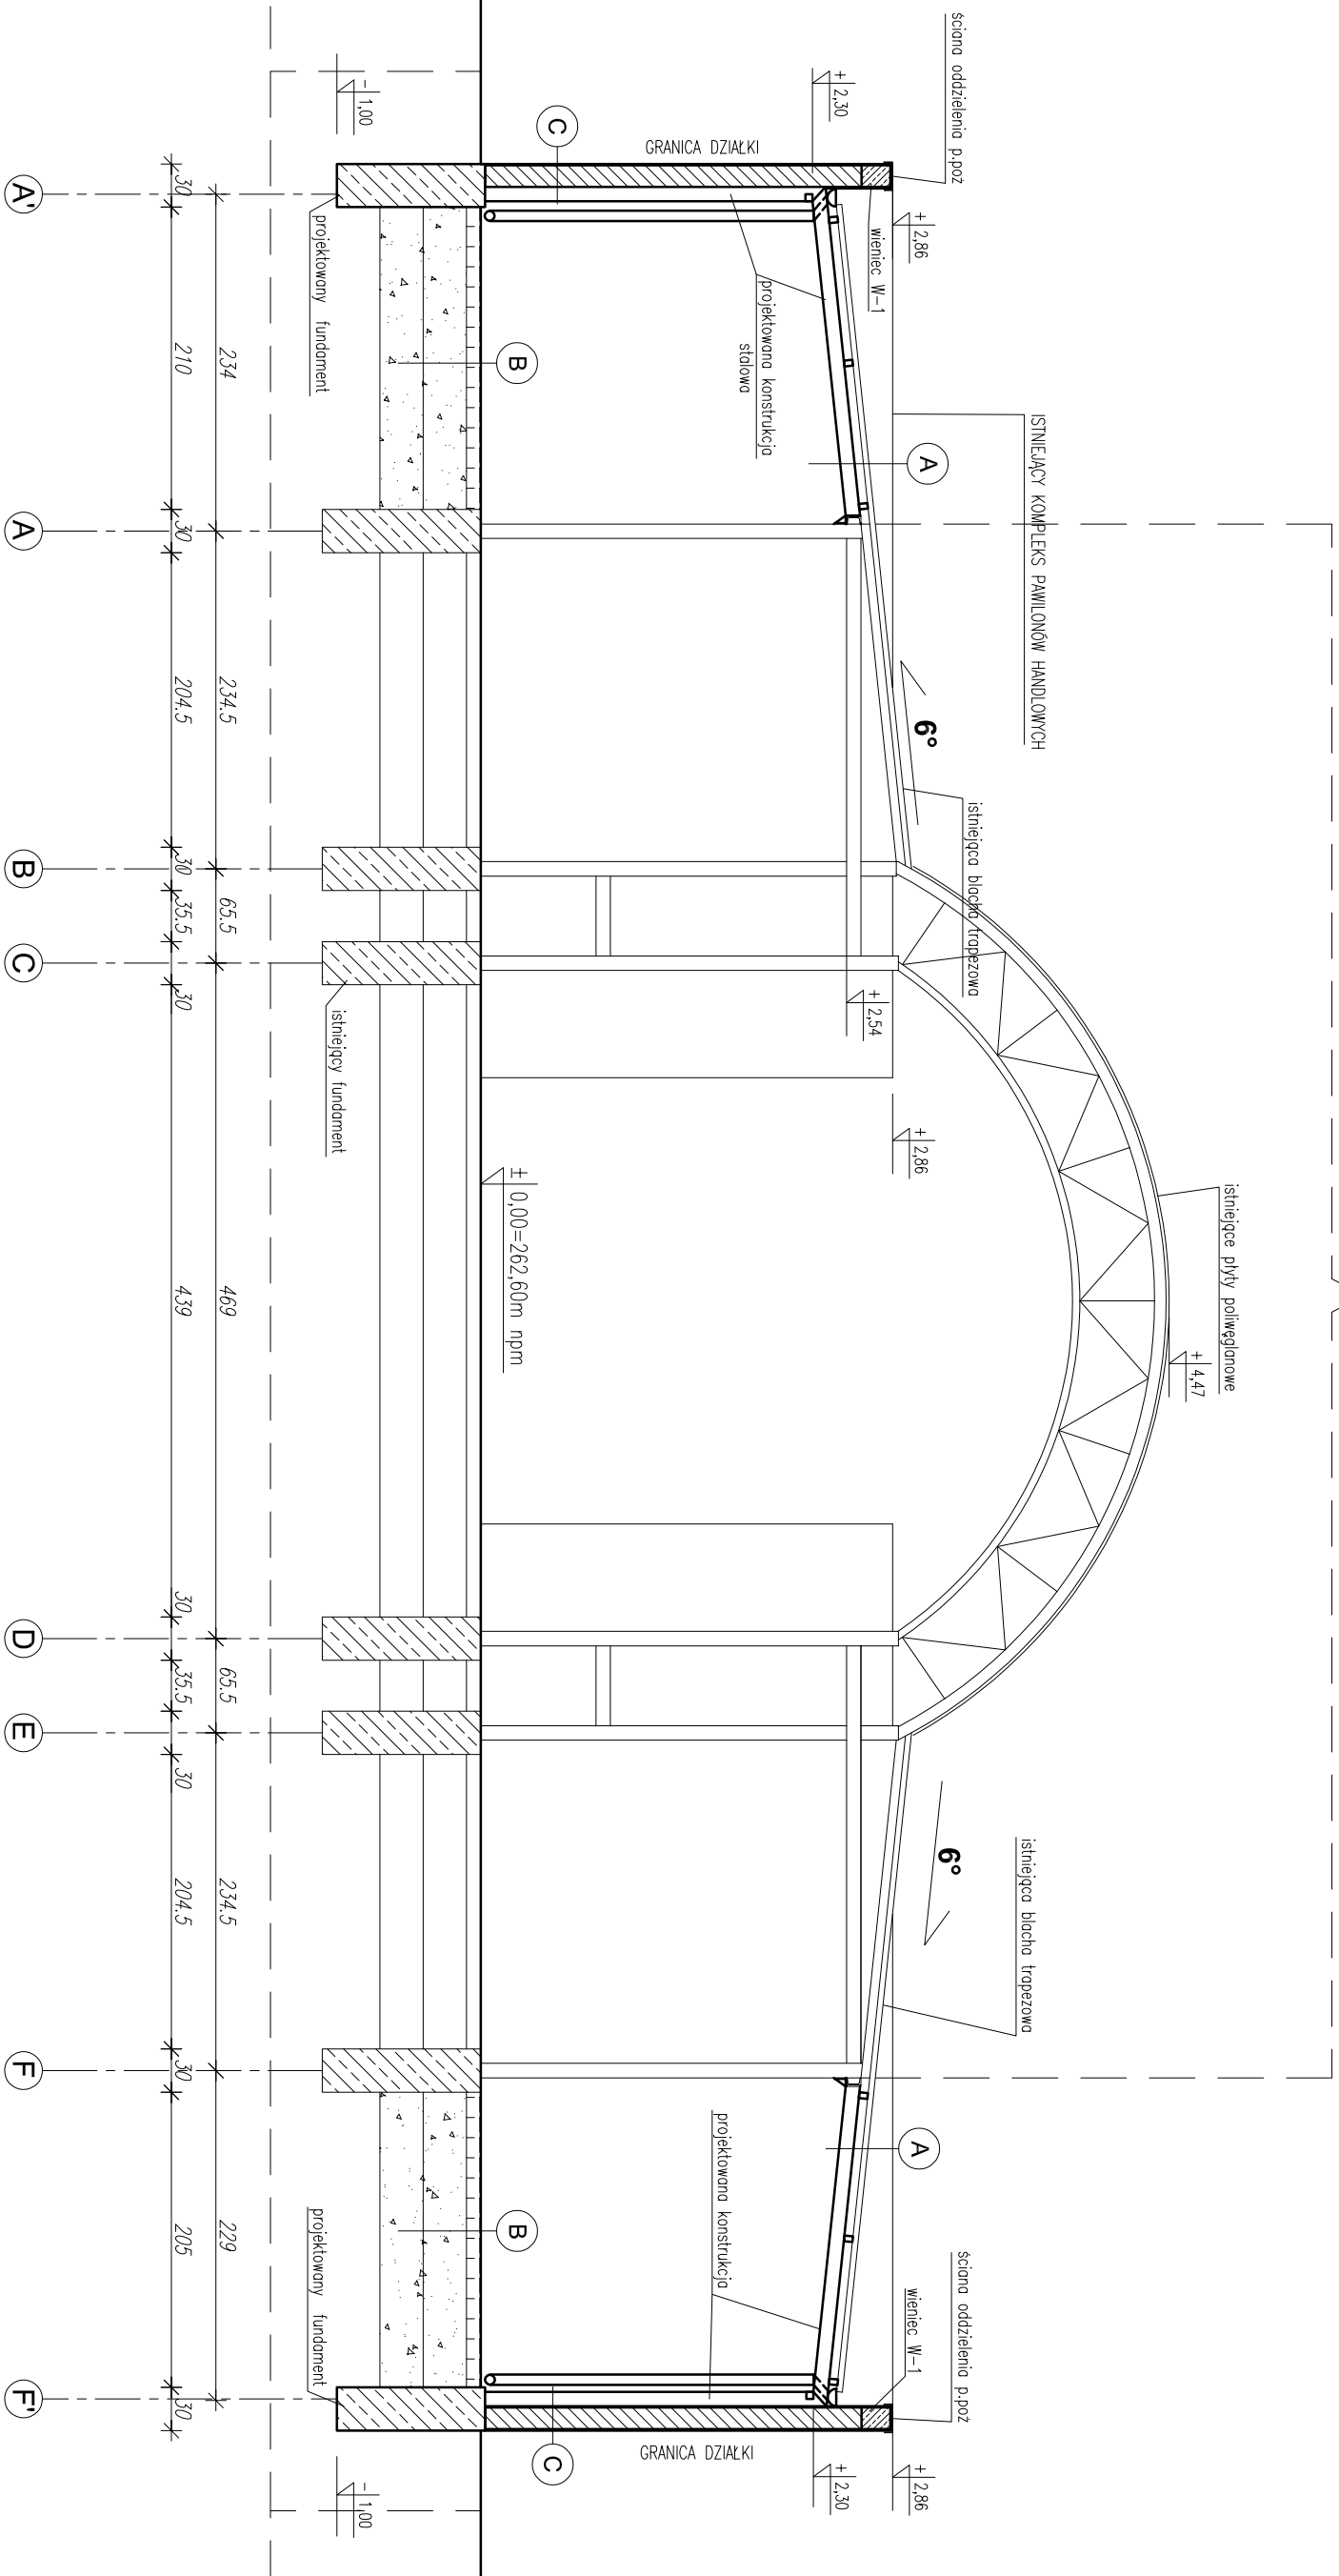 istniejące płyty poliwęglanowe
+ 4,47
ISTNIEJĄCY KOMPLEKS PAWILONÓW HANDLOWYCH
ściana oddzielenia p.poż
istniejąca blacha trapezowa
istniejąca blacha trapezowa
ściana oddzielenia p.poż
6°
6°
+ 2,86
+ 2,86
+ 2,86
A
A
wieniec W-1
wieniec W-1
+ 2,30
+ 2,54
+ 2,30
projektowana konstrukcja
stalowa
projektowana konstrukcja
GRANICA DZIAŁKI
GRANICA DZIAŁKI
C
C
B
± 0,00=262,60m npm
B
- 1,00
- 1,00
projektowany fundament
istniejący fundament
projektowany fundament
234
234.5
65.5
469
65.5
234.5
229
30
210
30
204.5
30
35.5
30
439
30
35.5
30
204.5
30
205
30
A'
A
B
C
D
E
F
F'